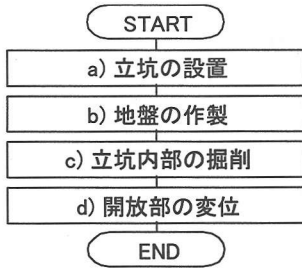 START
a) 立坑の設置
b) 地盤の作製
c) 立坑内部の掘削
d) 開放部の変位
END